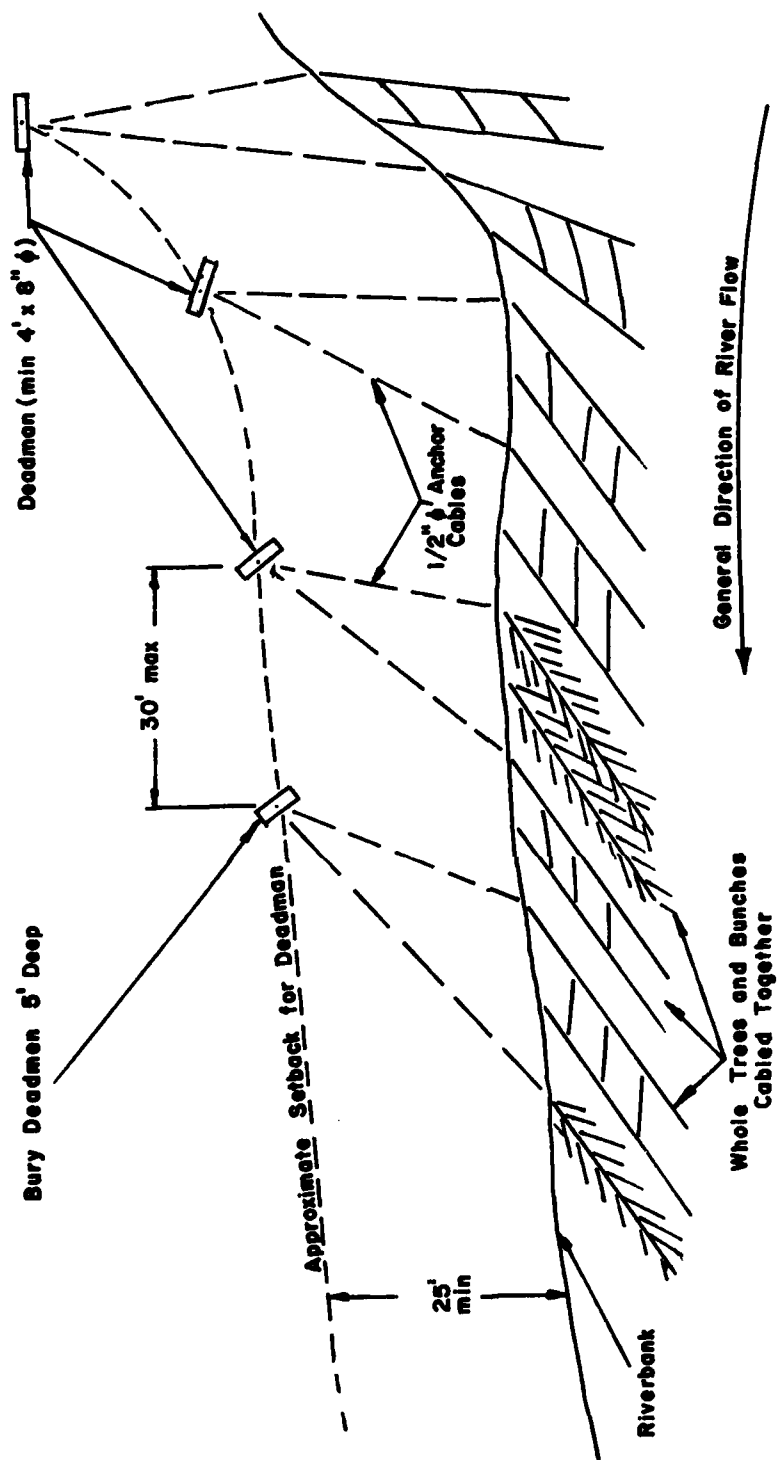 Deadman (min 4' x 8" ϕ)
Bury Deadmen 5' Deep
30' max
1/2" ϕ Anchor
Cables
Approximate Setback for Deadman
25'
min
Riverbank
General Direction of River Flow
Whole Trees and Bunches
Cabled Together